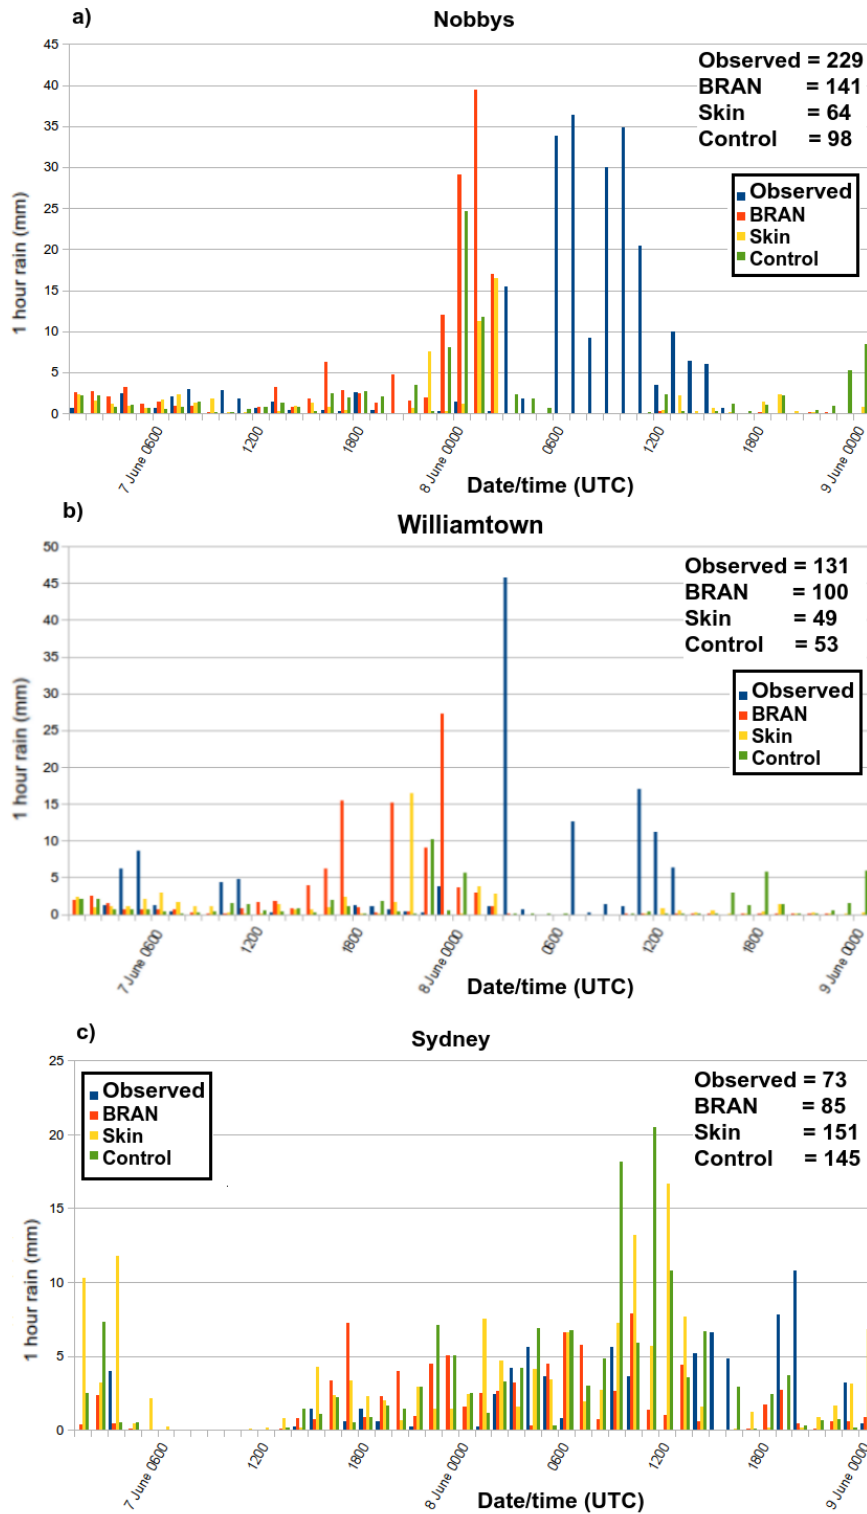 a)
Nobbys
45
40
35
30
25
20
15
10
5
0
1 hour rain (mm)
Observed = 229
BRAN = 141
Skin = 64
Control = 98
Observed
BRAN
Skin
Control
7 June 0600
1200
1800
8 June 0000
0600
1200
1800
9 June 0000
Date/time (UTC)
b)
Williamtown
50
45
40
35
30
25
20
15
10
5
0
1 hour rain (mm)
Observed = 131
BRAN = 100
Skin = 49
Control = 53
Observed
BRAN
Skin
Control
7 June 0600
1200
1800
8 June 0000
0600
1200
1800
9 June 0000
Date/time (UTC)
c)
Sydney
25
20
15
10
5
0
1 hour rain (mm)
Observed
BRAN
Skin
Control
Observed = 73
BRAN = 85
Skin = 151
Control = 145
7 June 0600
1200
1800
8 June 0000
0600
1200
1800
9 June 0000
Date/time (UTC)